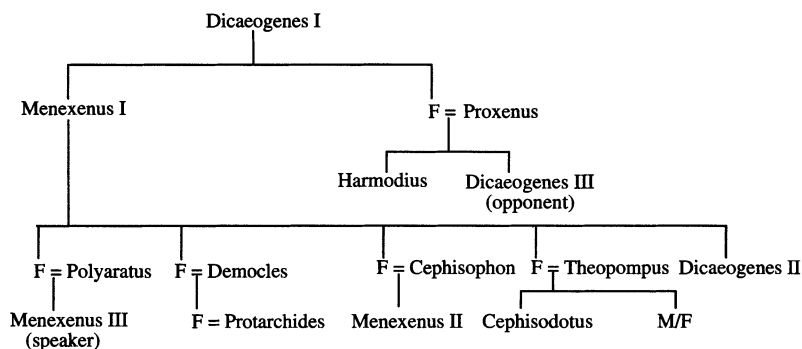 Dicaeogenes I
Menexenus I
F = Proxenus
Harmodius Dicaeogenes III
(opponent)
F = Polyaratus F = Democles F = Cephisophon F = Theopompus Dicaeogenes II
Menexenus III F = Protarchides Menexenus II Cephisodotus M/F
(speaker)